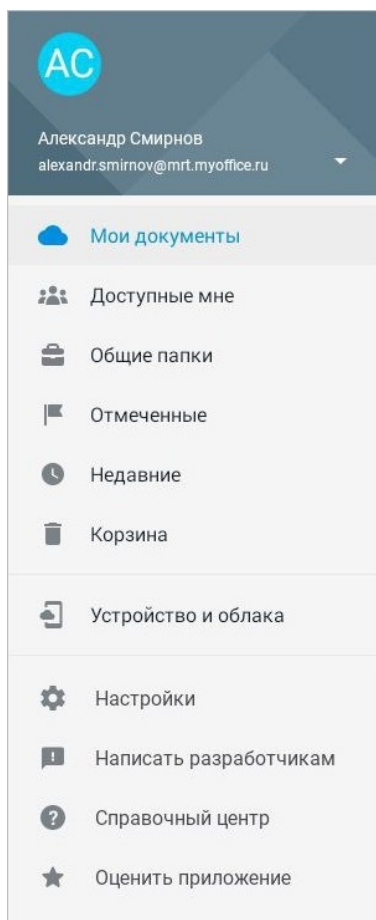 АС
Александр Смирнов
alexandr.smirnov@mrt.myoffice.ru
Мои документы
Доступные мне
Общие папки
Отмеченные
Недавние
Корзина
Устройство и облака
Настройки
Написать разработчикам
Справочный центр
Оценить приложение